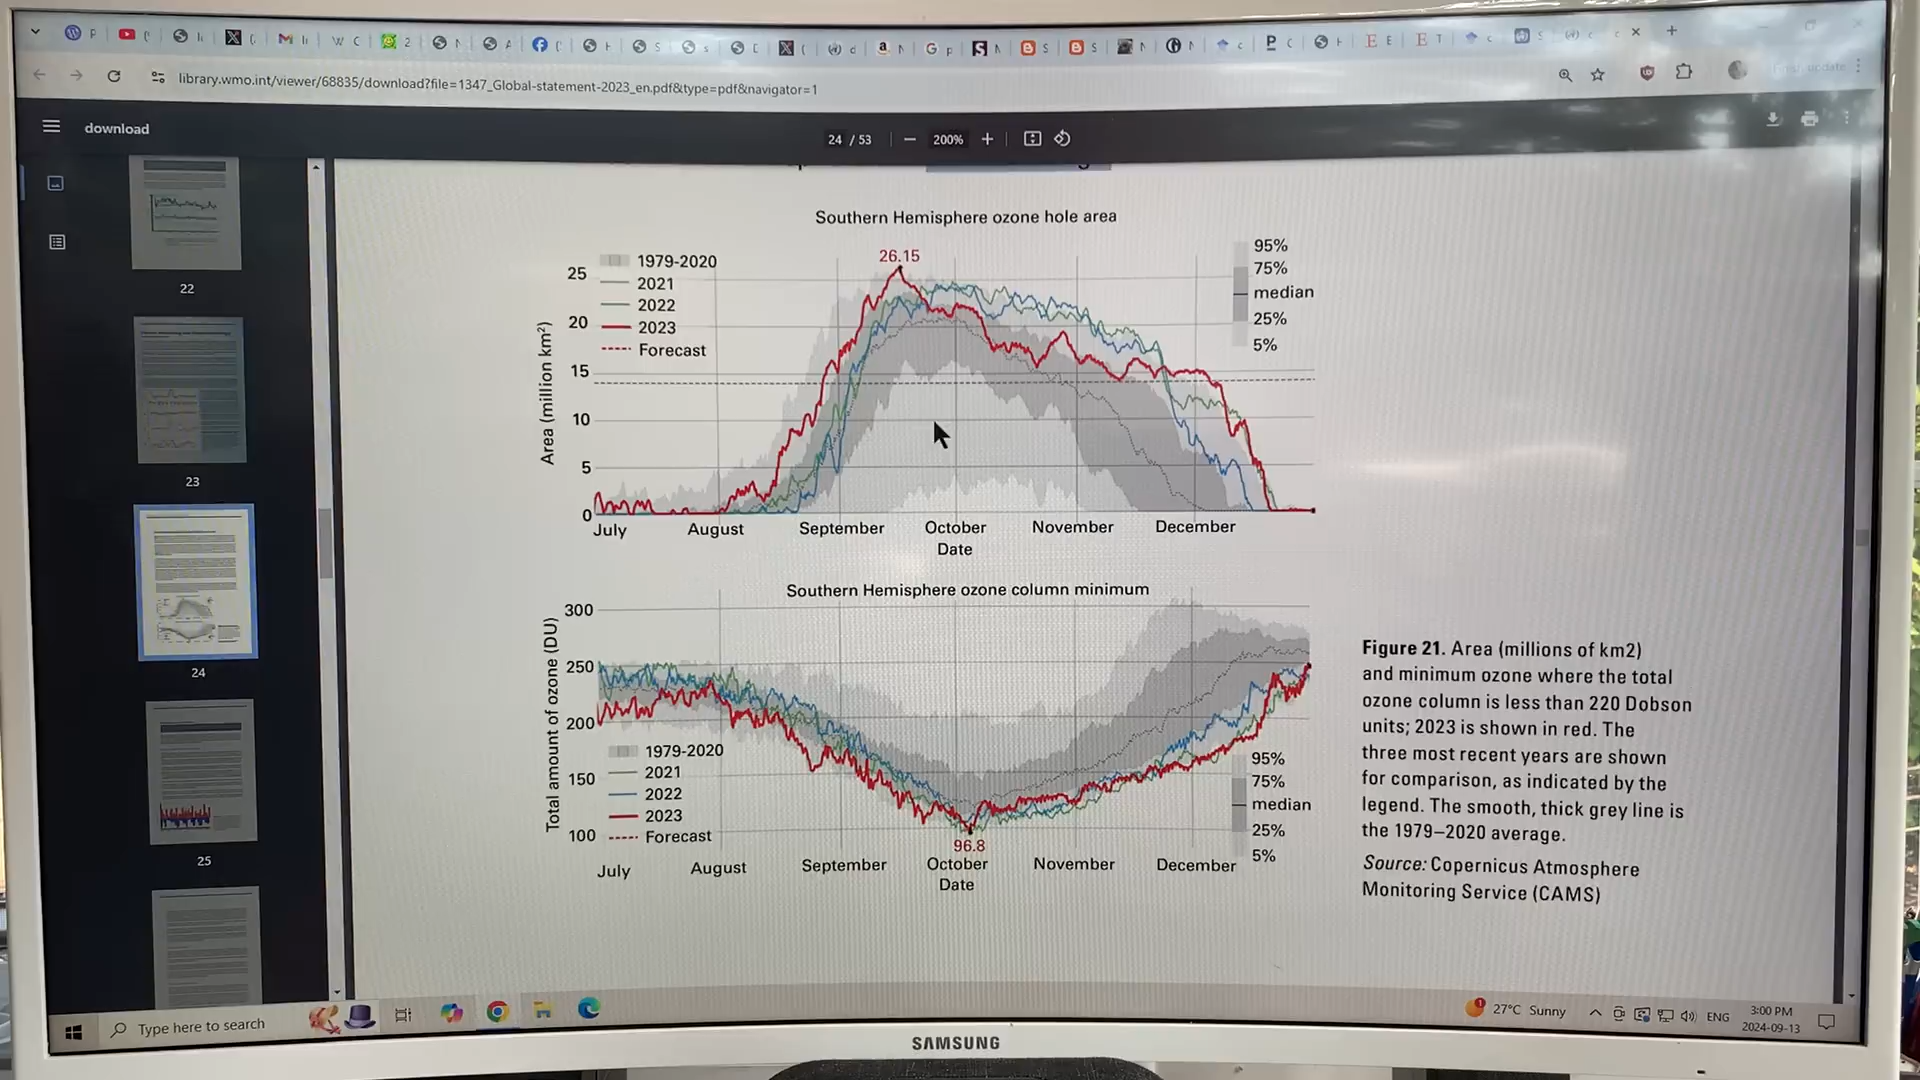 library.wmo.int/viewer/68835/download?file=1347_Global-statement-2023_en.pdf&type=pdf&navigator=1
Finish update
download
24 / 53
200%
22
23
24
25
Southern Hemisphere ozone hole area
26.15
1979-2020
2021
2022
2023
Forecast
95%
75%
median
25%
5%
Area (million km²)
25
20
15
10
5
0
July
August
September
October
November
December
Date
Southern Hemisphere ozone column minimum
Total amount of ozone (DU)
300
250
200
150
100
1979-2020
2021
2022
2023
Forecast
95%
75%
median
25%
5%
96.8
July
August
September
October
November
December
Date
Figure 21. Area (millions of km2)
and minimum ozone where the total
ozone column is less than 220 Dobson
units; 2023 is shown in red. The
three most recent years are shown
for comparison, as indicated by the
legend. The smooth, thick grey line is
the 1979–2020 average.
Source: Copernicus Atmosphere
Monitoring Service (CAMS)
Type here to search
27°C Sunny
ENG
3:00 PM
2024-09-13
SAMSUNG